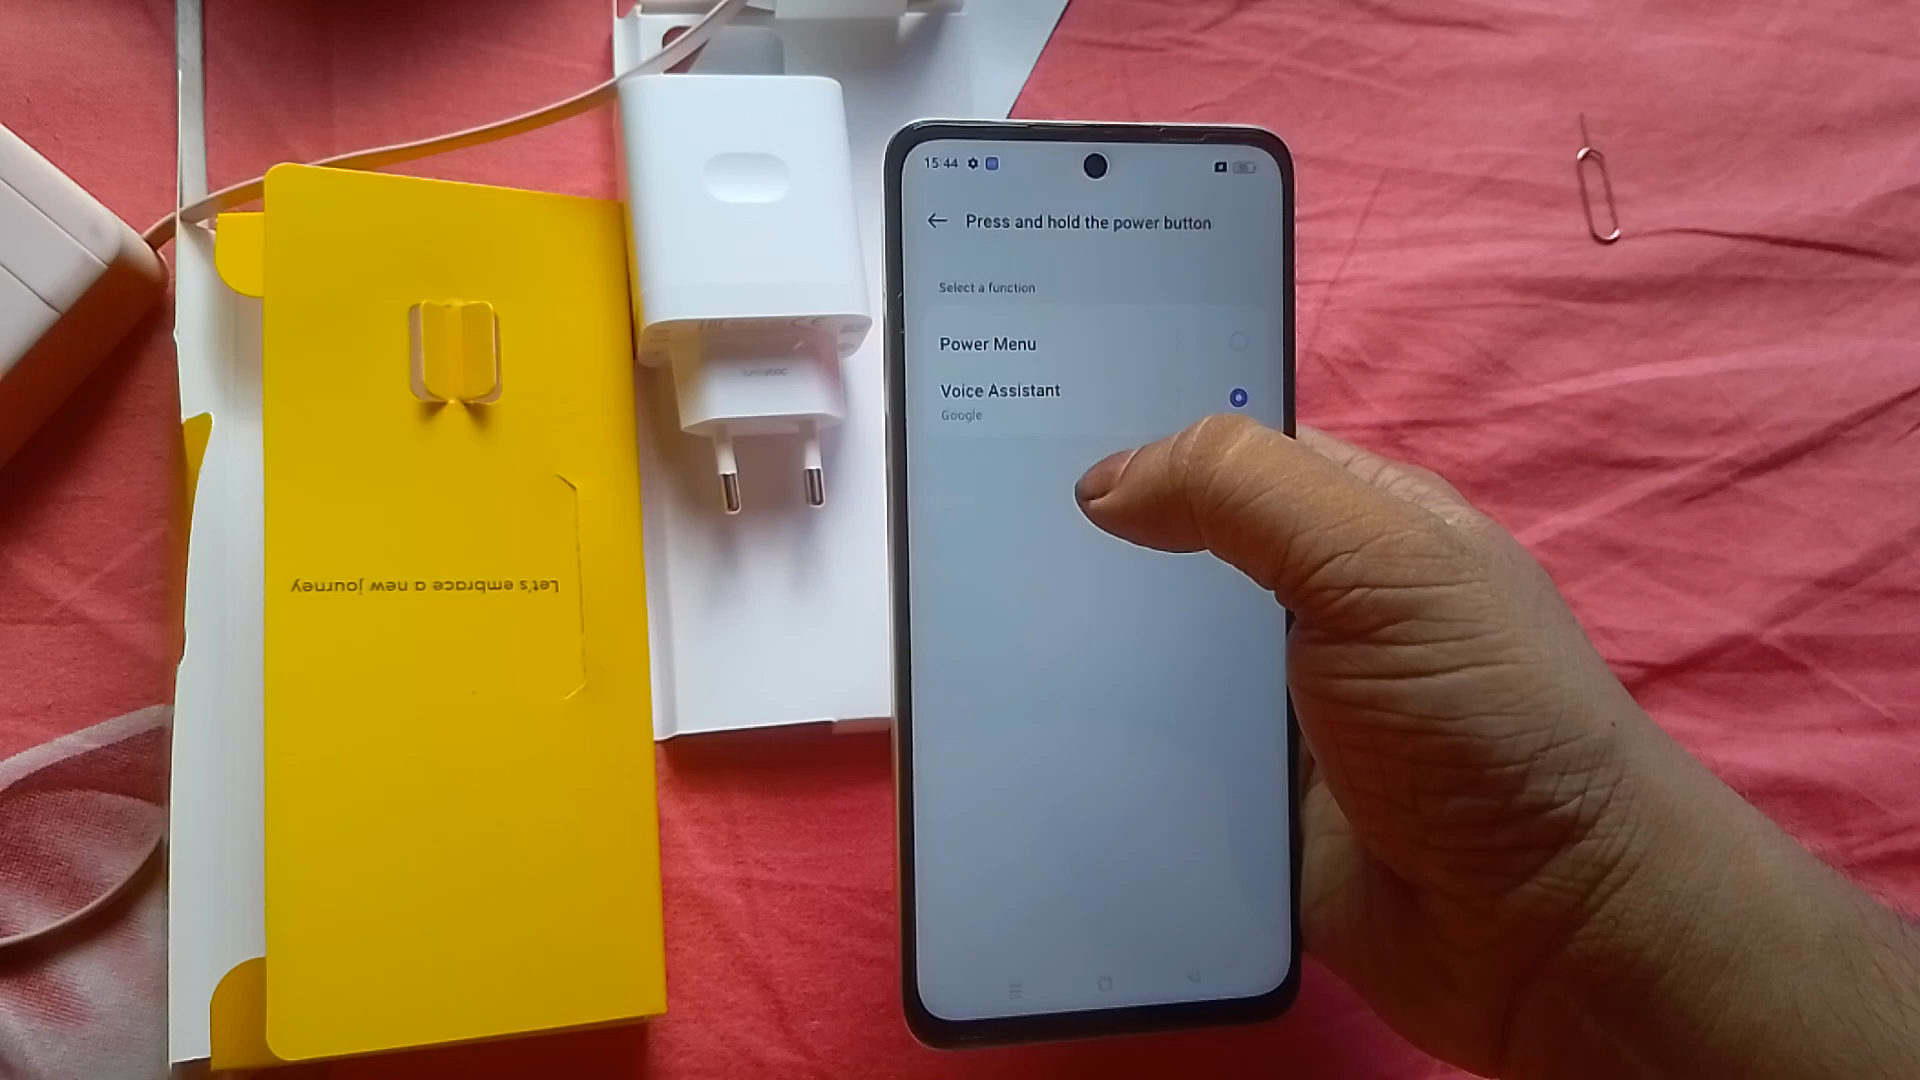 15:44
Press and hold the power button
Select a function
Power Menu
Voice Assistant
Google
Let's embrace a new journey